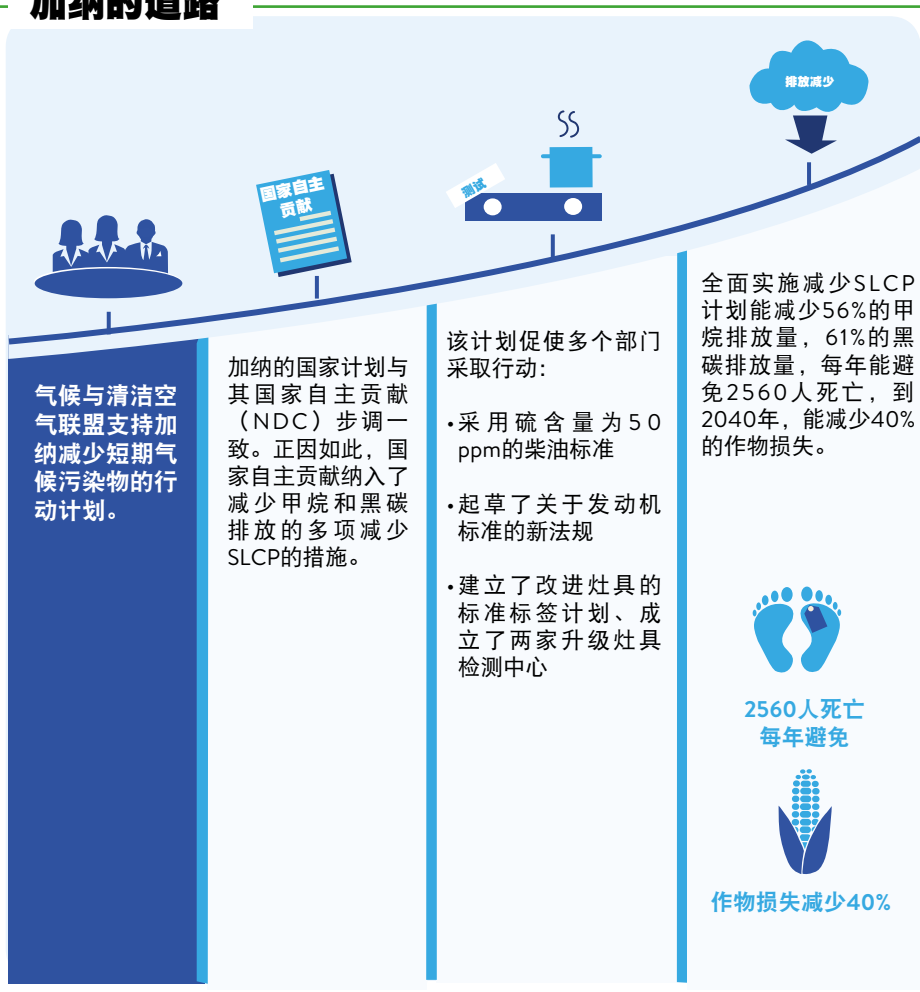 加纳的道路
排放减少
国家自主
贡献
测试
气候与清洁空
气联盟支持加
纳减少短期气
候污染物的行
动计划。
加纳的国家计划与
其国家自主贡献
（NDC）步调一
致。正因如此，国
家自主贡献纳入了
减少甲烷和黑碳
排放的多项减少
SLCP的措施。
该计划促使多个部门
采取行动：
•采用硫含量为50
ppm的柴油标准
•起草了关于发动机
标准的新法规
•建立了改进灶具的
标准标签计划、成
立了两家升级灶具
检测中心
全面实施减少SLCP
计划能减少56%的甲
烷排放量，61%的黑
碳排放量，每年能避
免2560人死亡，到
2040年，能减少40%
的作物损失。
2560人死亡
每年避免
作物损失减少40%